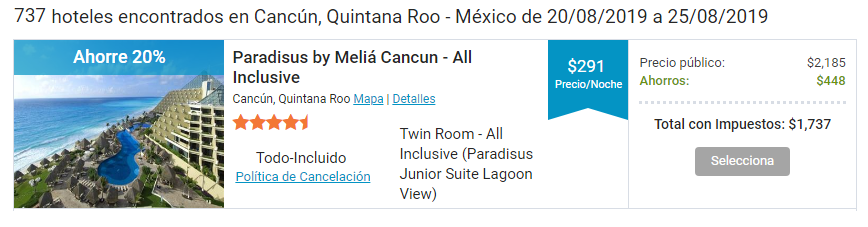 737 hoteles encontrados en Cancún, Quintana Roo - México de 20/08/2019 a 25/08/2019
Ahorre 20%
Paradisus by Meliá Cancun - All
Inclusive
Cancún, Quintana Roo Mapa | Detalles
Todo-Incluido
Política de Cancelación
Twin Room - All
Inclusive (Paradisus
Junior Suite Lagoon
View)
$291
Precio/Noche
Precio público: $2,185
Ahorros: $448
Total con Impuestos: $1,737
Selecciona